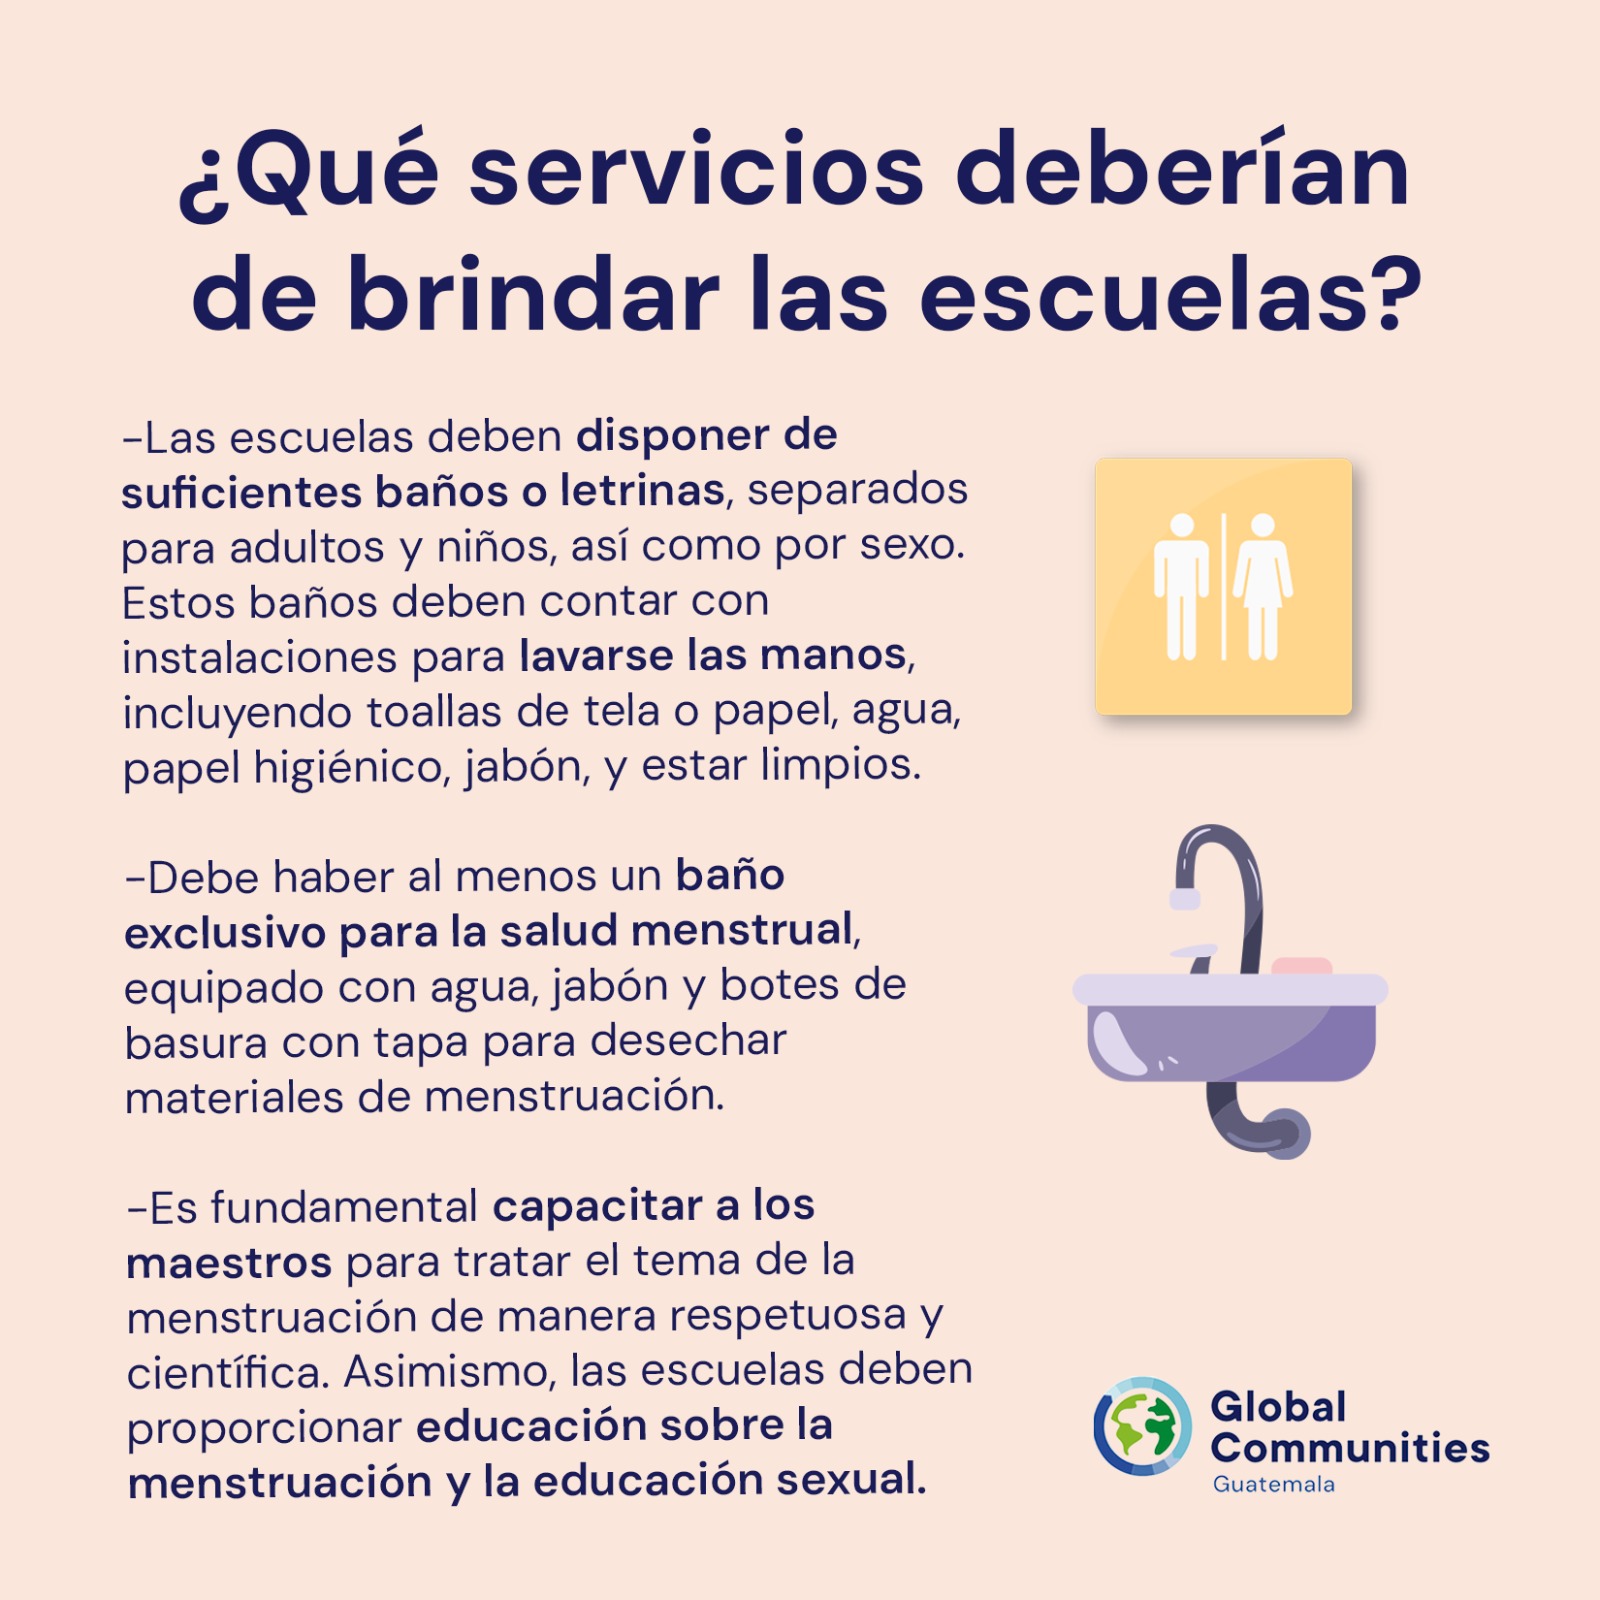 ¿Qué servicios deberían
de brindar las escuelas?
-Las escuelas deben disponer de
suficientes baños o letrinas, separados
para adultos y niños, así como por sexo.
Estos baños deben contar con
instalaciones para lavarse las manos,
incluyendo toallas de tela o papel, agua,
papel higiénico, jabón, y estar limpios.
-Debe haber al menos un baño
exclusivo para la salud menstrual,
equipado con agua, jabón y botes de
basura con tapa para desechar
materiales de menstruación.
-Es fundamental capacitar a los
maestros para tratar el tema de la
menstruación de manera respetuosa y
científica. Asimismo, las escuelas deben
proporcionar educación sobre la
menstruación y la educación sexual.
Global
Communities
Guatemala